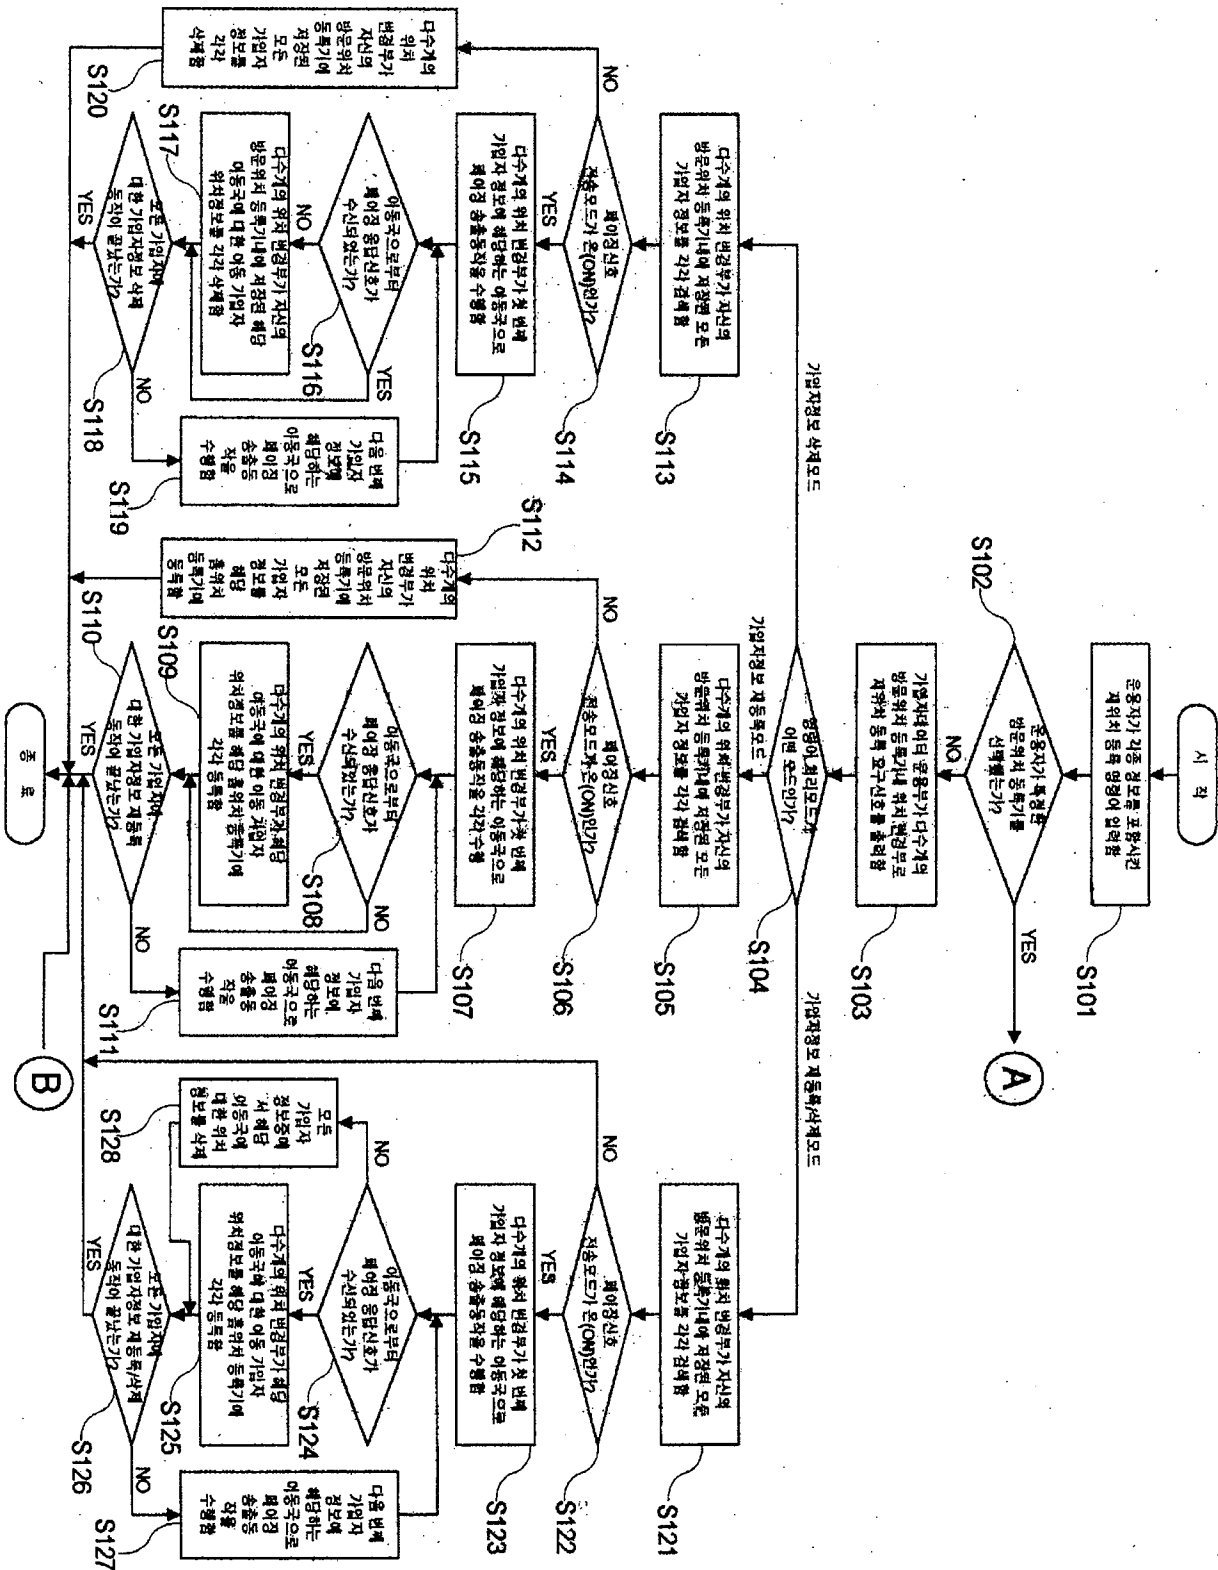 시 작
운용자가 각종 정보를 포함시킨
재위치 등록 명령어 입력함
S101
운용자가 특정한
방문위치 등록기를
선택했는가?
S102
YES
A
NO
가입자데이터 운용부가 다수개의
방문위치 등록기내 위치 변경부로
재위치 등록 요구신호를 출력함
S103
명령어 처리모드가
어떤 모드인가?
S104
가입자정보 삭제모드
가입자정보 재등록모드
가입자정보 재등록/삭제모드
다수개의 위치 변경부가 자신의
방문위치 등록기내에 저장된 모든
가입자 정보를 각각 검색함
S113
페이징신호
전송모드가 온(ON)인가?
S114
NO
YES
다수개의 위치 변경부가 첫 번째
가입자 정보에 해당하는 이동국으로
페이징 송출동작을 수행함
S115
이동국으로부터
페이징 응답신호가
수신되었는가?
S116
YES
NO
다수개의 위치 변경부가 자신의
방문위치 등록기내에 저장된 해당
이동국에 대한 이동 가입자
위치정보를 각각 삭제함
S117
모든 가입자에
대한 가입자정보 삭제
동작이 끝났는가?
S118
YES
NO
다음 번째
가입자
정보에
해당하는
이동국으로
페이징
송출동
작을
수행함
S119
다수개의
위치
변경부가
자신의
방문위치
등록기에
저장된
모든
가입자
정보를
각각
삭제함
S120
다수개의 위치 변경부가 자신의
방문위치 등록기내에 저장된 모든
가입자 정보를 각각 검색함
S105
페이징신호
전송모드가 온(ON)인가?
S106
NO
YES
다수개의 위치 변경부가 첫 번째
가입자 정보에 해당하는 이동국으로
페이징 송출동작을 각각 수행
S107
이동국으로부터
페이징 응답신호가
수신되었는가?
S108
NO
YES
다수개의 위치 변경부가 해당
이동국에 대한 이동 가입자
위치정보를 해당 홈위치 등록기에
각각 등록함
S109
모든 가입자에
대한 가입자정보 재등록
동작이 끝났는가?
S110
YES
NO
다음 번째
가입자
정보에
해당하는
이동국으로
페이징
송출동
작을
수행함
S111
다수개의
위치
변경부가
자신의
방문위치
등록기에
저장된
모든
가입자
정보를
해당
홈위치
등록기에
등록함
S112
다수개의 위치 변경부가 자신의
방문위치 등록기내에 저장된 모든
가입자 정보를 각각 검색함
S121
페이징신호
전송모드가 온(ON)인가?
S122
NO
YES
다수개의 위치 변경부가 첫 번째
가입자 정보에 해당하는 이동국으로
페이징 송출동작을 수행함
S123
이동국으로부터
페이징 응답신호가
수신되었는가?
S124
NO
YES
다수개의 위치 변경부가 해당
이동국에 대한 이동 가입자
위치정보를 해당 홈위치 등록기에
각각 등록함
S125
모든 가입자에
대한 가입자정보 재등록/삭제
동작이 끝났는가?
S126
YES
NO
다음 번째
가입자
정보에
해당하는
이동국으로
페이징
송출동
작을
수행함
S127
모든
가입자
정보중에
서 해당
이동국에
대한 위치
정보를 삭제
S128
B
종 료